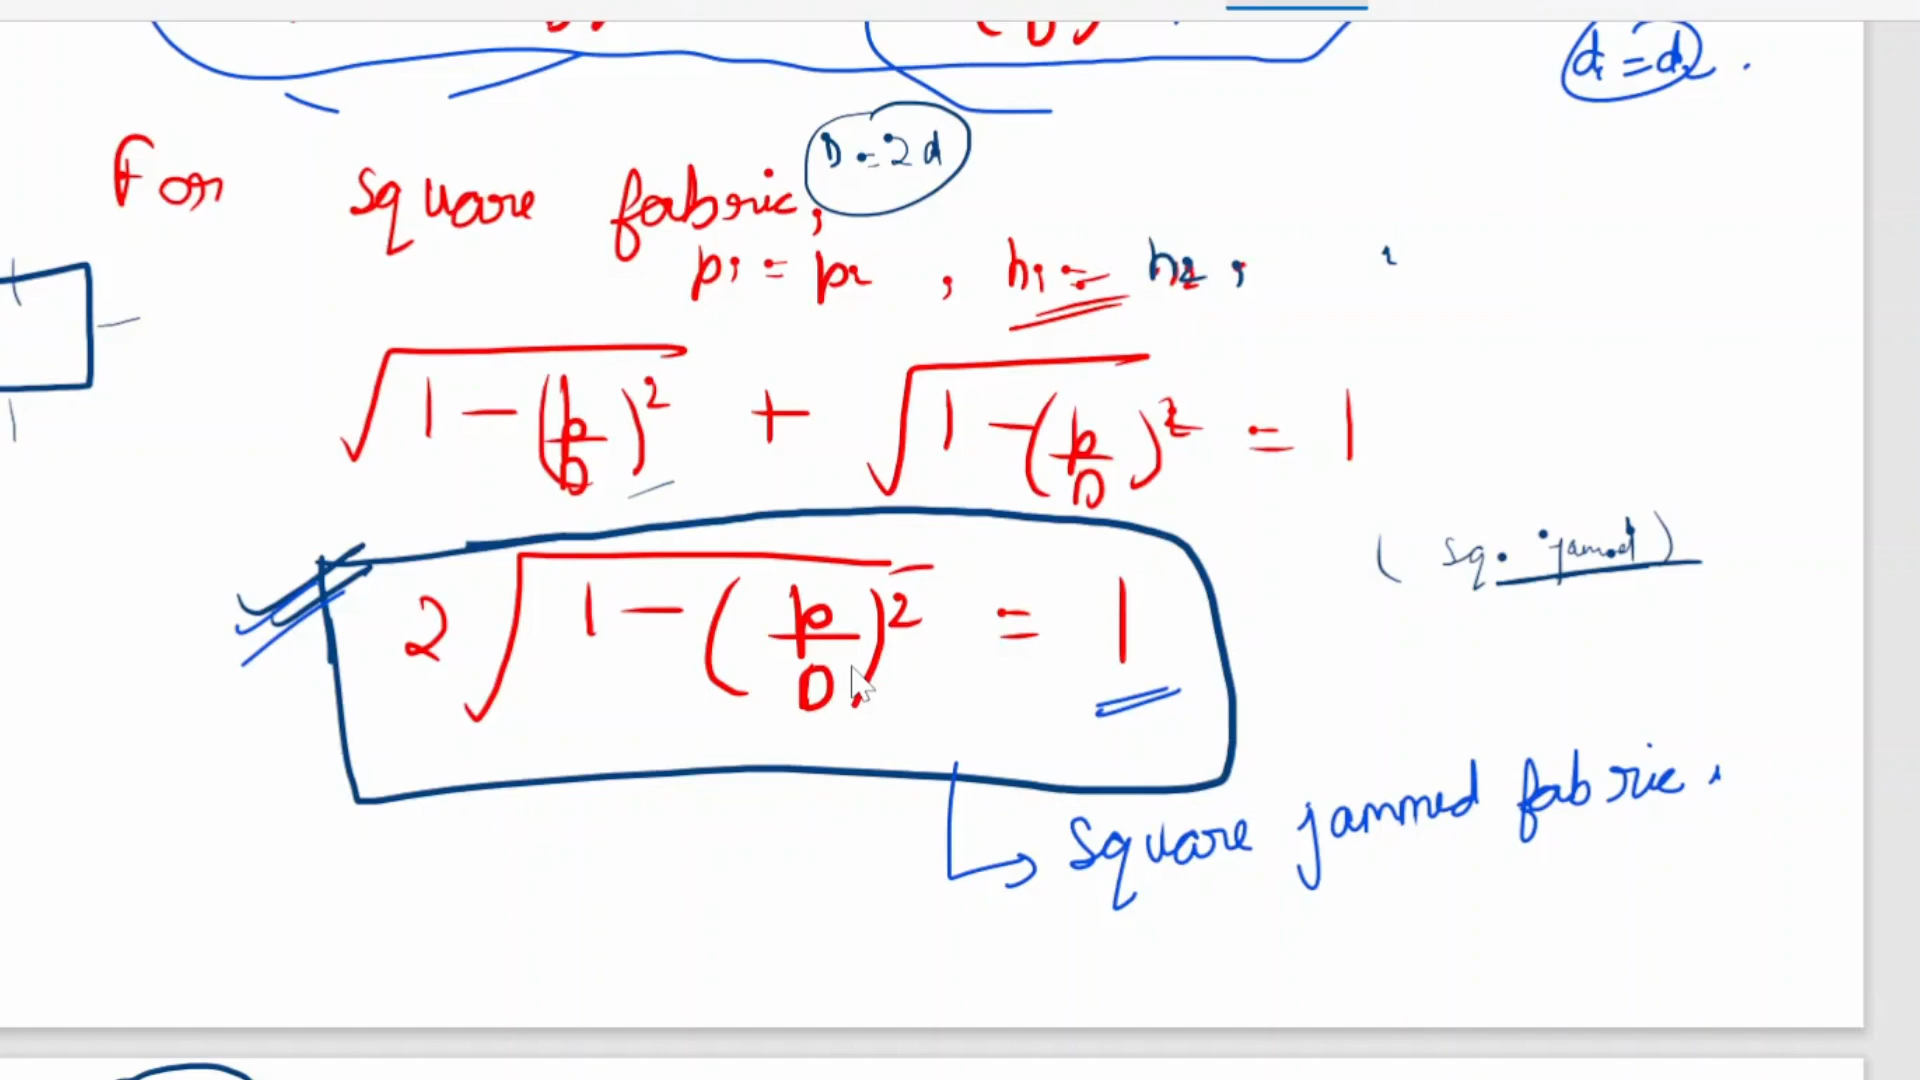 d₁ = d₂ .
D = 2d
For square fabric,
p₁ = p₂ , h₁ = h₂ ,
√(1 − (p/D)²) + √(1 − (p/D)²) = 1
(sq. jammed)
2√(1 − (p/D)²) = 1
↳ square jammed fabric .